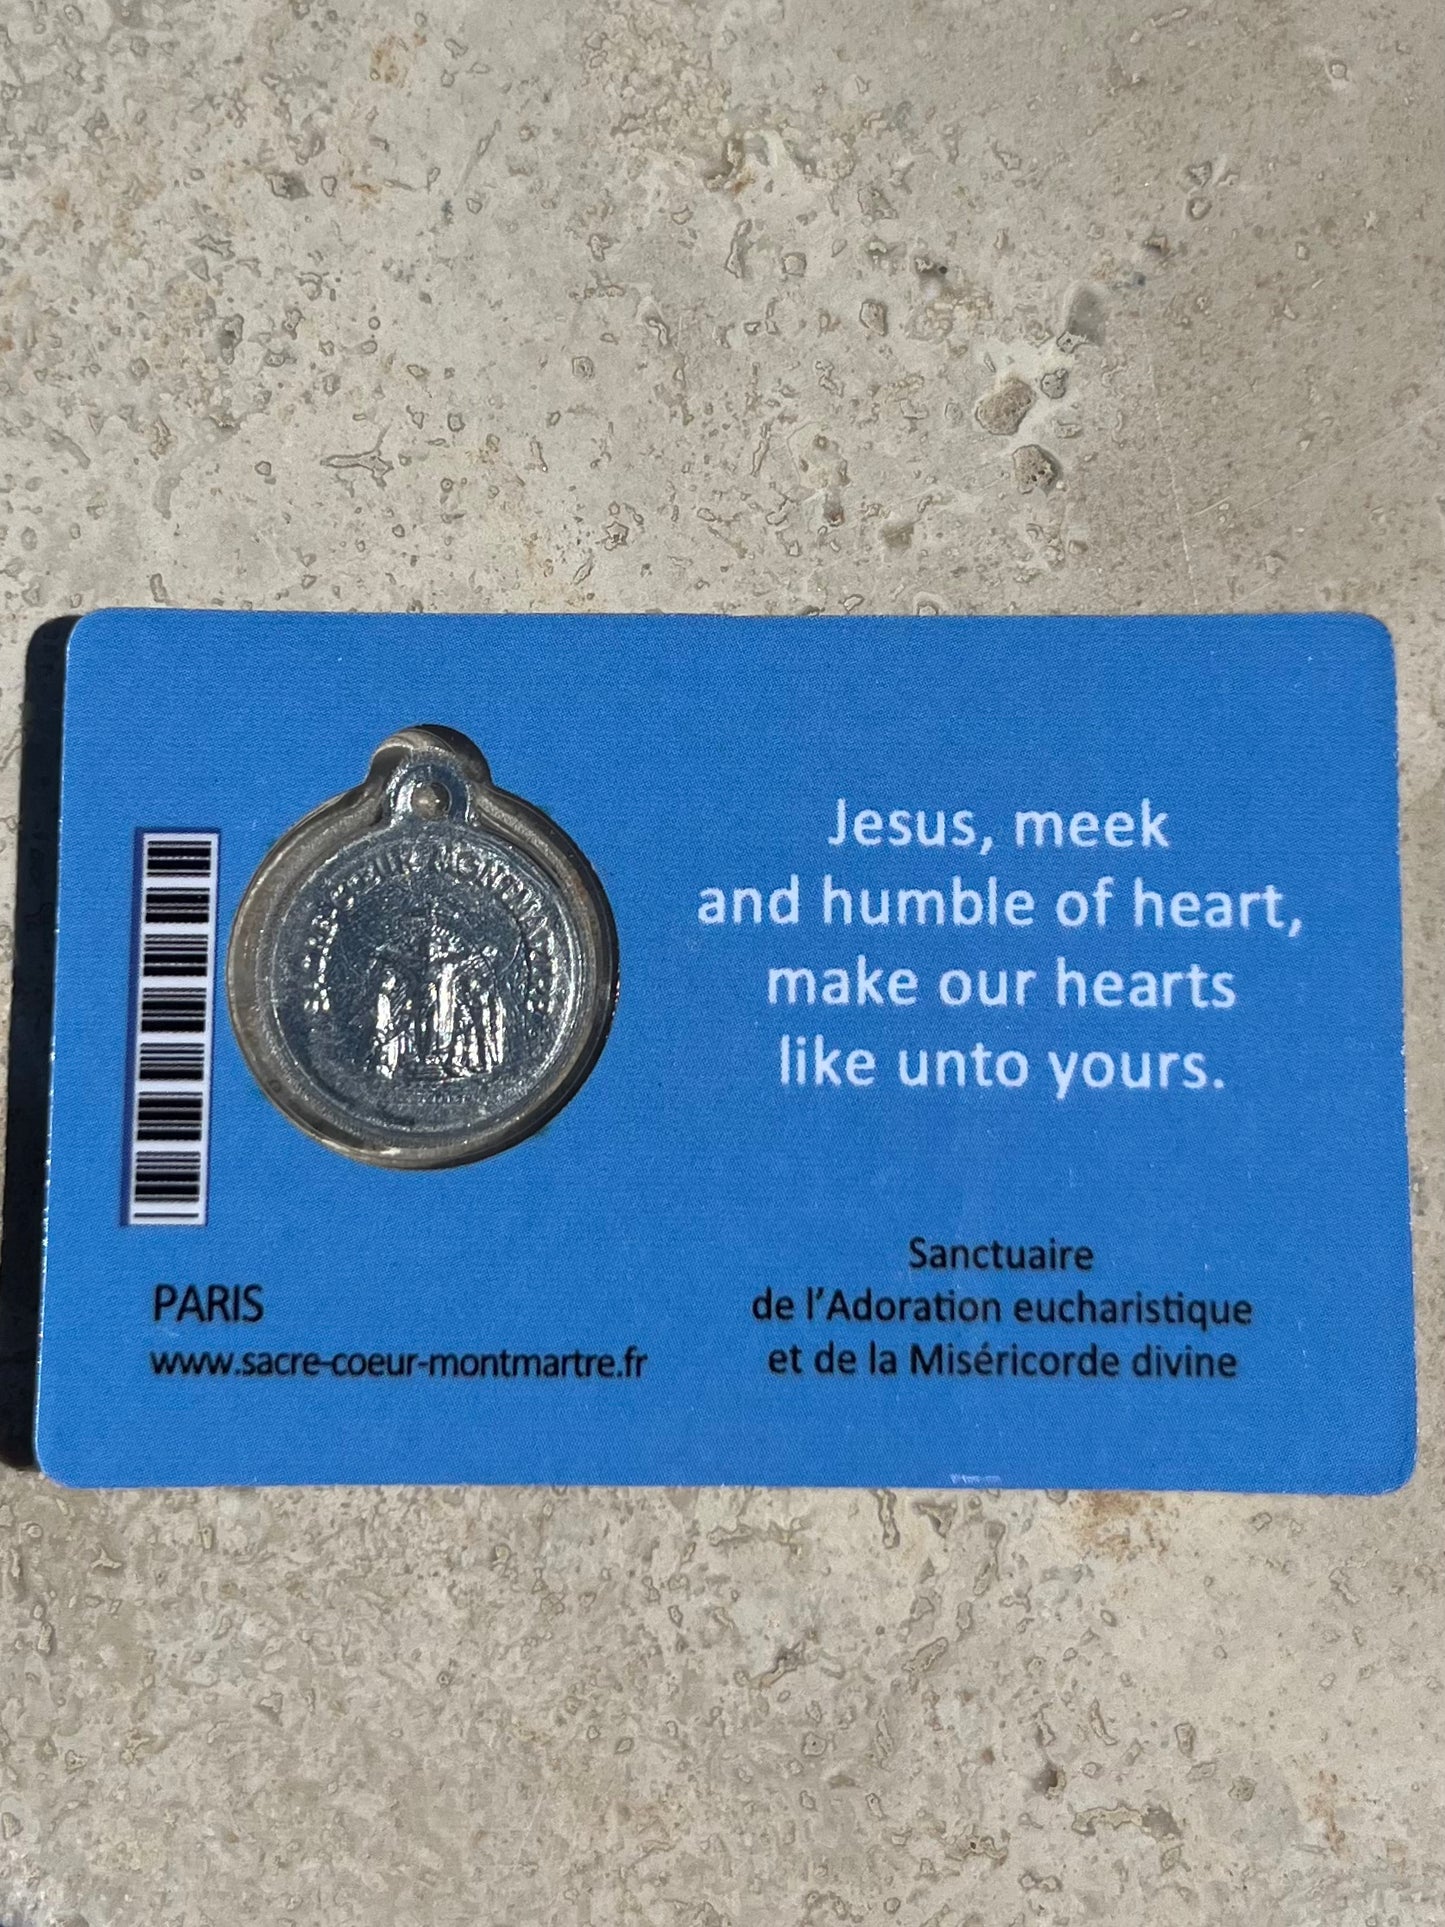 Jesus, meek
and humble of heart,
make our hearts
like unto yours.
PARIS
www.sacre-coeur-montmartre.fr
Sanctuaire
de l'Adoration eucharistique
et de la Miséricorde divine